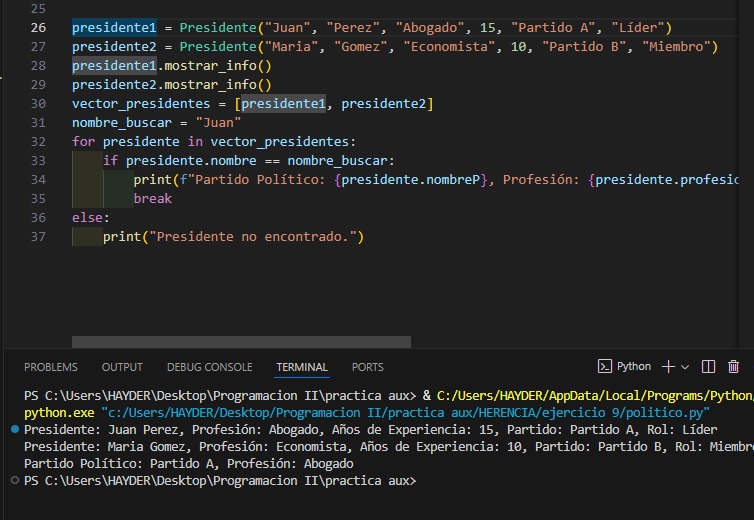 25
26 presidente1 = Presidente("Juan", "Perez", "Abogado", 15, "Partido A", "Líder")
27 presidente2 = Presidente("Maria", "Gomez", "Economista", 10, "Partido B", "Miembro")
28 presidente1.mostrar_info()
29 presidente2.mostrar_info()
30 vector_presidentes = [presidente1, presidente2]
31 nombre_buscar = "Juan"
32 for presidente in vector_presidentes:
33 if presidente.nombre == nombre_buscar:
34 print(f"Partido Político: {presidente.nombreP}, Profesión: {presidente.profesic
35 break
36 else:
37 print("Presidente no encontrado.")
PROBLEMS OUTPUT DEBUG CONSOLE TERMINAL PORTS Python
PS C:\Users\HAYDER\Desktop\Programacion II\practica aux> & C:/Users/HAYDER/AppData/Local/Programs/Python/
python.exe "c:/Users/HAYDER/Desktop/Programacion II/practica aux/HERENCIA/ejercicio 9/politico.py"
Presidente: Juan Perez, Profesión: Abogado, Años de Experiencia: 15, Partido: Partido A, Rol: Líder
Presidente: Maria Gomez, Profesión: Economista, Años de Experiencia: 10, Partido: Partido B, Rol: Miembro
Partido Político: Partido A, Profesión: Abogado
PS C:\Users\HAYDER\Desktop\Programacion II\practica aux>